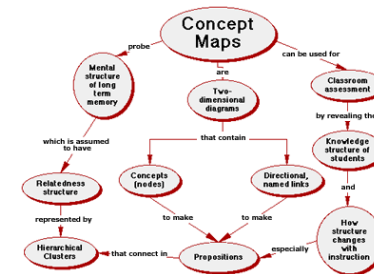 Concept
Maps
probe
are
can be used for
Mental
structure
of long
term
memory
Two-
dimensional
diagrams
Classroom
assessment
which is assumed
to have
that contain
by revealing the
Relatedness
structure
Concepts
(nodes)
Directional,
named links
Knowledge
structure of
students
represented by
to make
to make
and
Hierarchical
Clusters
that connect in
Propositions
especially
How
structure
changes with
instruction